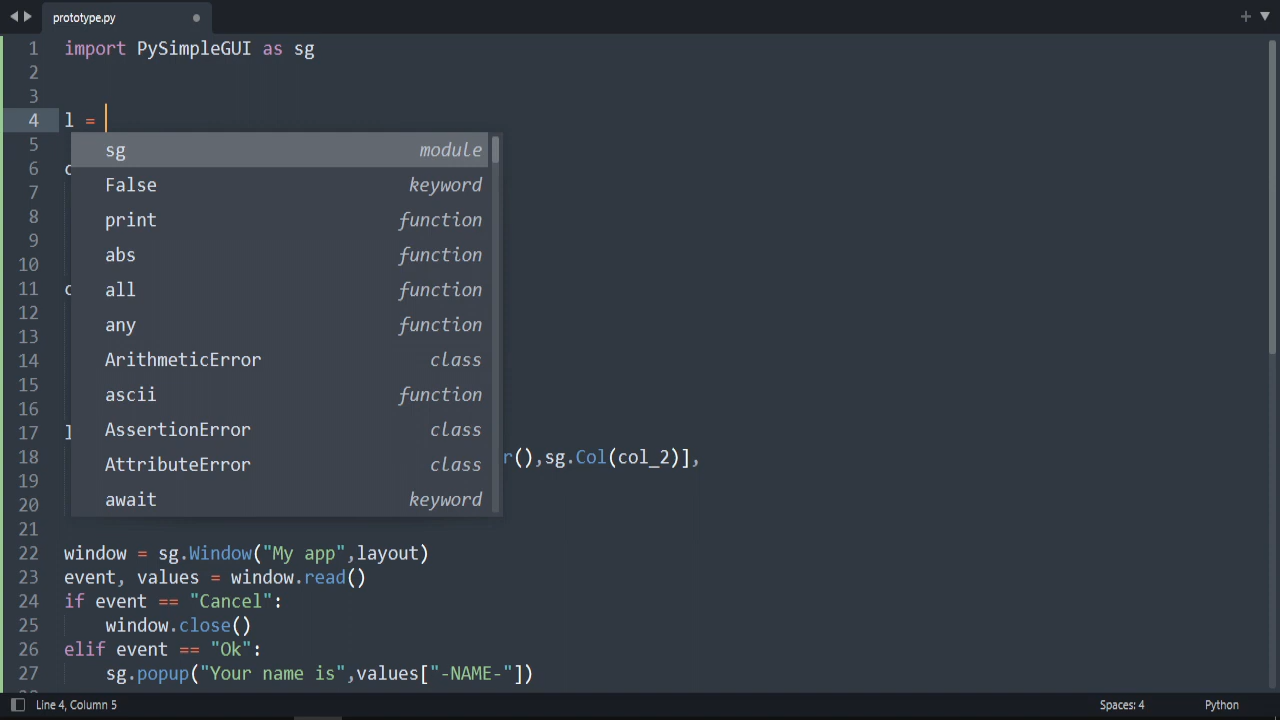 prototype.py
1 import PySimpleGUI as sg
2
3
4 l =
5 sg module
6 c False keyword
7
8 print function
9 abs function
10
11 c all function
12
13 any function
14 ArithmeticError class
15
16 ascii function
17 l AssertionError class
18 AttributeError class r(),sg.Col(col_2)],
19
20 await keyword
21
22 window = sg.Window("My app",layout)
23 event, values = window.read()
24 if event == "Cancel":
25 window.close()
26 elif event == "Ok":
27 sg.popup("Your name is",values["-NAME-"])
Line 4, Column 5 Spaces: 4 Python